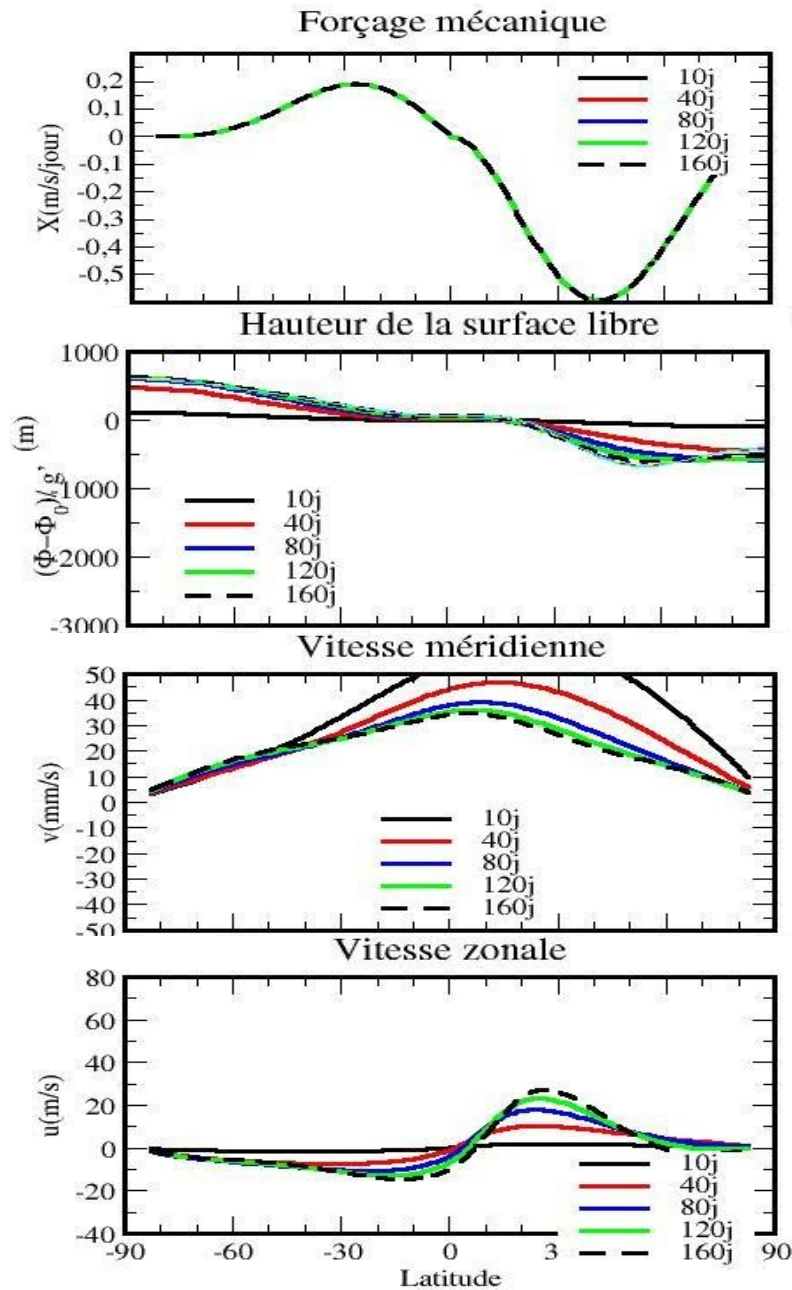 Forçage mécanique
X(m/s/jour)
0,2
0,1
0
-0,1
-0,2
-0,3
-0,4
-0,5
10j
40j
80j
120j
160j
Hauteur de la surface libre
(Φ−Φ0)/g, (m)
1000
0
1000
-2000
-3000
10j
40j
80j
120j
160j
Vitesse méridienne
v(mm/s)
50
40
30
20
10
0
-10
-20
-30
-40
-50
10j
40j
80j
120j
160j
Vitesse zonale
u(m/s)
80
60
40
20
0
-20
-40
10j
40j
80j
120j
160j
-90 -60 -30 0 3 90
Latitude